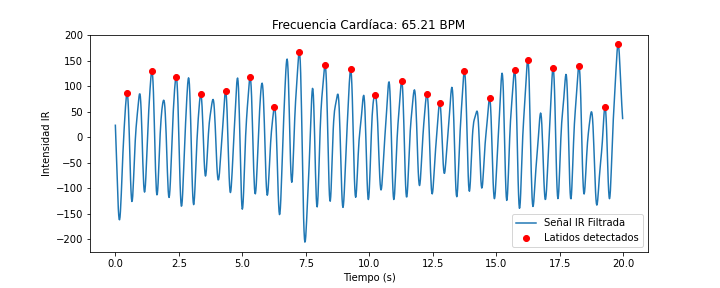 Frecuencia Cardíaca: 65.21 BPM
Intensidad IR
200
150
100
50
0
−50
−100
−150
−200
Señal IR Filtrada
Latidos detectados
0.0 2.5 5.0 7.5 10.0 12.5 15.0 17.5 20.0
Tiempo (s)